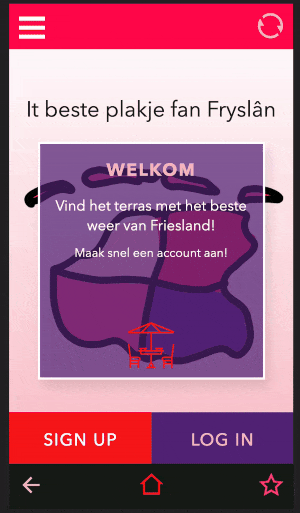 It beste plakje fan Fryslân
WELKOM
Vind het terras met het beste
weer van Friesland!
Maak snel een account aan!
SIGN UP
LOG IN